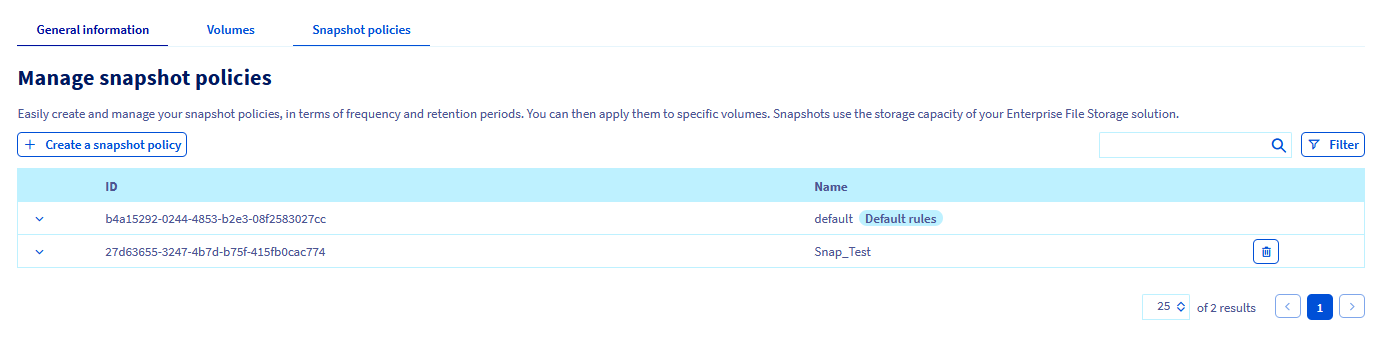 General information Volumes Snapshot policies
Manage snapshot policies
Easily create and manage your snapshot policies, in terms of frequency and retention periods. You can then apply them to specific volumes. Snapshots use the storage capacity of your Enterprise File Storage solution.
+ Create a snapshot policy Filter
ID Name
b4a15292-0244-4853-b2e3-08f2583027cc default Default rules
27d63655-3247-4b7d-b75f-415fb0cac774 Snap_Test
25 of 2 results 1